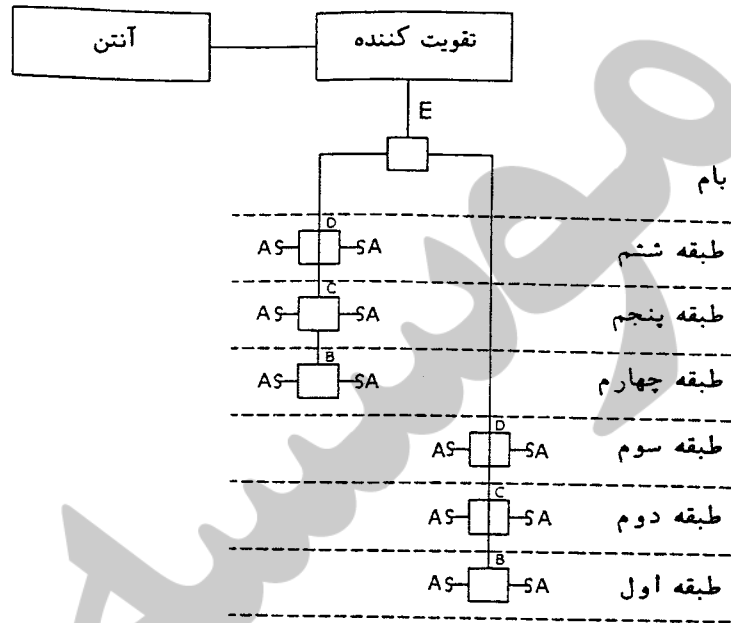 آنتن
تقویت کننده
E
بام
D
AS SA طبقه ششم
C
AS SA طبقه پنجم
B
AS SA طبقه چهارم
D
AS SA طبقه سوم
C
AS SA طبقه دوم
B
AS SA طبقه اول